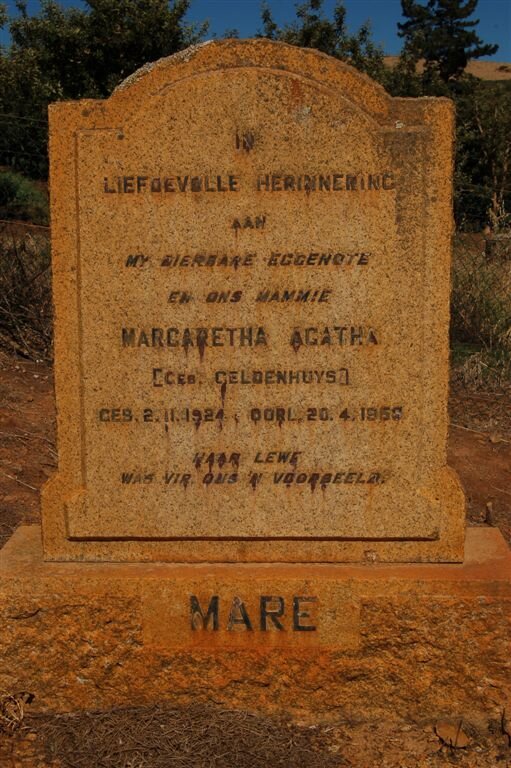 IN
LIEFDEVOLLE HERINNERING
AAN
MY DIERBARE EGGENOTE
EN ONS MAMMIE
MARGARETHA AGATHA
[GEB. GELDENHUYS]
GEB. 2. 11. 1924, OORL. 20. 4.
HAAR LEWE
WAS VIR ONS 'N VOORBEELD.
MARE